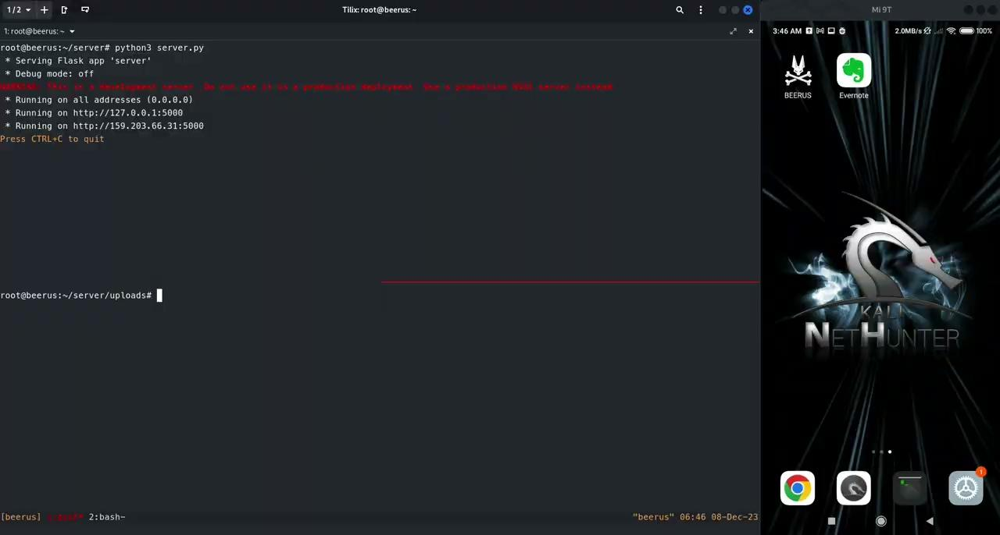 1/2
Tilix: root@beerus: ~
1: root@beerus: ~
root@beerus:~/server# python3 server.py
* Serving Flask app 'server'
* Debug mode: off
WARNING: This is a development server. Do not use it in a production deployment. Use a production WSGI server instead.
* Running on all addresses (0.0.0.0)
* Running on http://127.0.0.1:5000
* Running on http://159.203.66.31:5000
Press CTRL+C to quit
root@beerus:~/server/uploads#
[beerus] 1:bash* 2:bash-
"beerus" 06:46 08-Dec-23
Mi 9T
3:46 AM
2.0MB/s
100%
BEERUS
Evernote
KALI
NETHUNTER
1